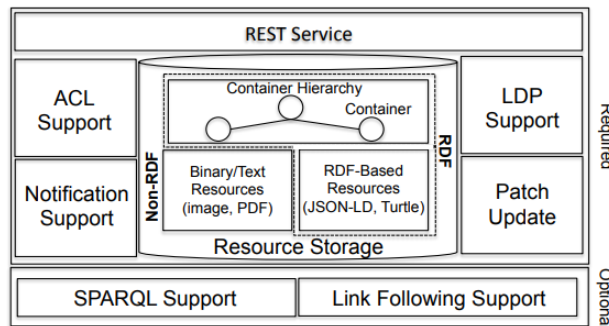 REST Service
ACL
Support
Notification
Support
Container Hierarchy
Container
Non-RDF
RDF
Binary/Text
Resources
(image, PDF)
RDF-Based
Resources
(JSON-LD, Turtle)
Resource Storage
LDP
Support
Patch
Update
Required
SPARQL Support
Link Following Support
Optiona